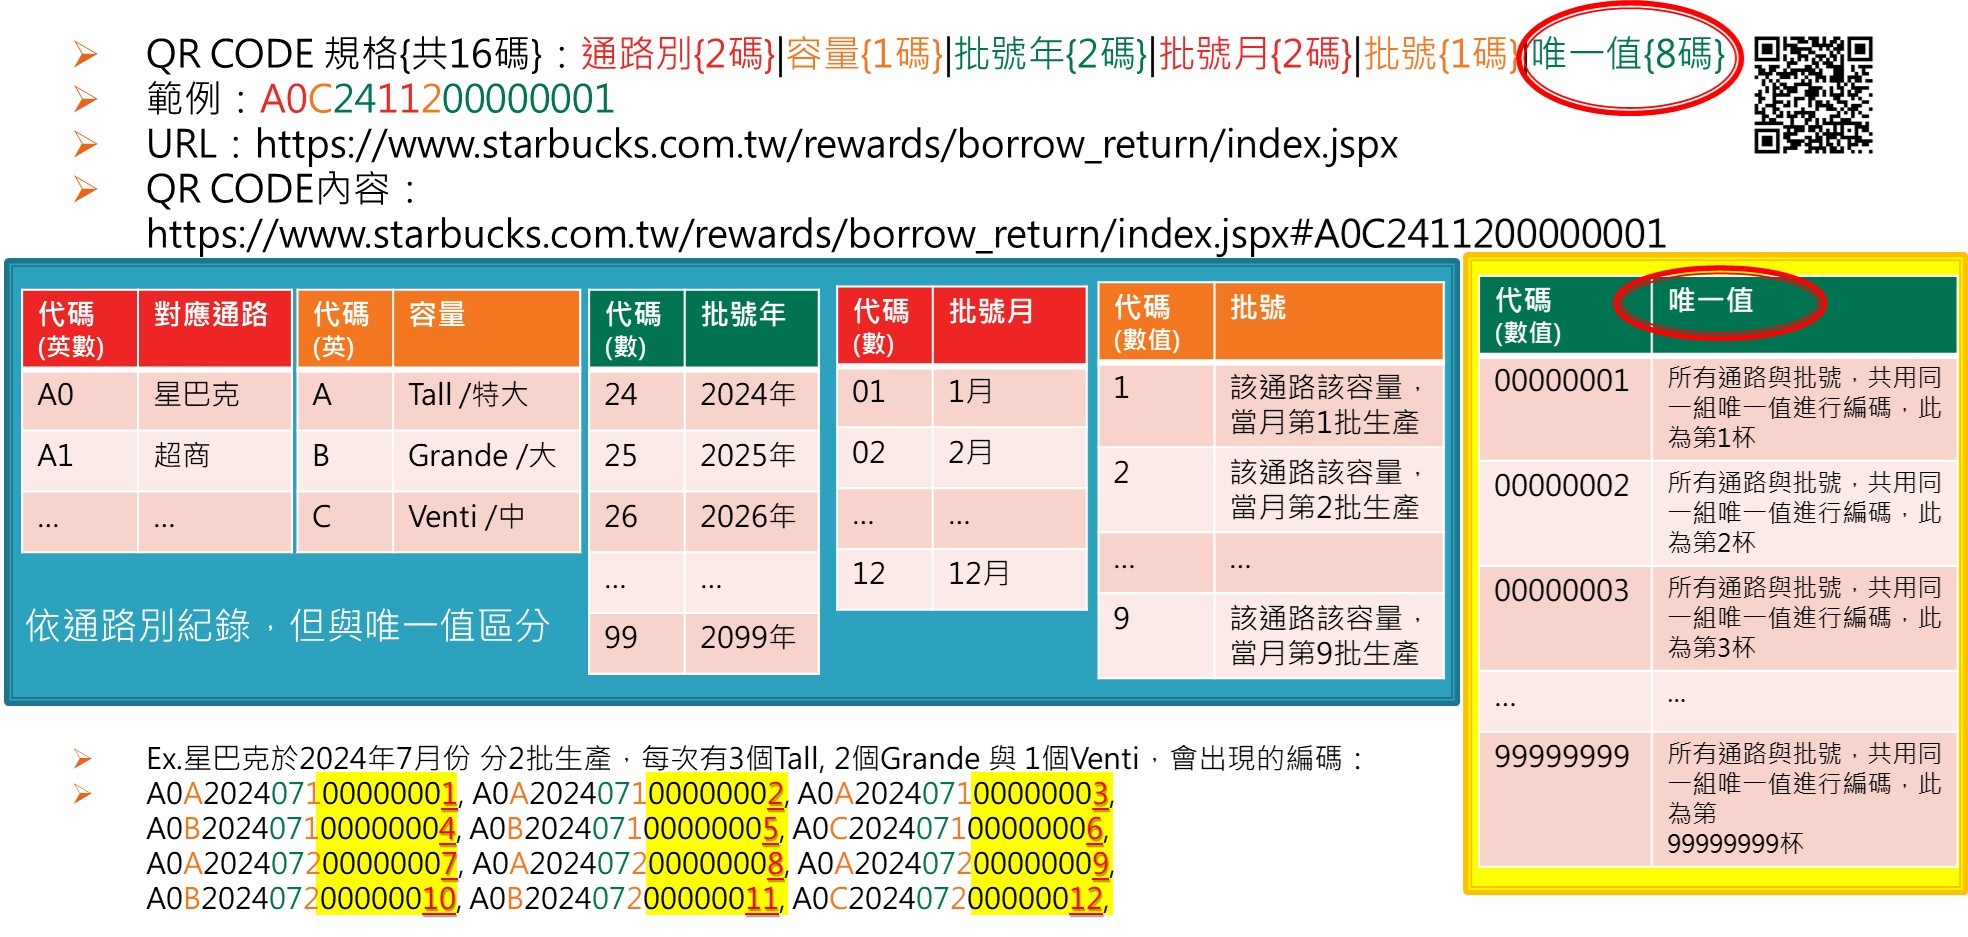 QR CODE 規格{共16碼}：通路別{2碼}|容量{1碼}|批號年{2碼}|批號月{2碼}|批號{1碼}|唯一值{8碼}
範例：A0C2411200000001
URL：https://www.starbucks.com.tw/rewards/borrow_return/index.jspx
QR CODE內容：
https://www.starbucks.com.tw/rewards/borrow_return/index.jspx#A0C2411200000001
代碼 對應通路
(英數)
A0 星巴克
A1 超商
... ...
代碼 容量
(英)
A Tall /特大
B Grande /大
C Venti /中
代碼 批號年
(數)
24 2024年
25 2025年
26 2026年
... ...
99 2099年
代碼 批號月
(數)
01 1月
02 2月
... ...
12 12月
代碼 批號
(數值)
1 該通路該容量，
當月第1批生產
2 該通路該容量，
當月第2批生產
... ...
9 該通路該容量，
當月第9批生產
依通路別紀錄，但與唯一值區分
代碼 唯一值
(數值)
00000001 所有通路與批號，共用同
一組唯一值進行編碼，此
為第1杯
00000002 所有通路與批號，共用同
一組唯一值進行編碼，此
為第2杯
00000003 所有通路與批號，共用同
一組唯一值進行編碼，此
為第3杯
... ...
99999999 所有通路與批號，共用同
一組唯一值進行編碼，此
為第
99999999杯
Ex.星巴克於2024年7月份 分2批生產，每次有3個Tall, 2個Grande 與 1個Venti，會出現的編碼：
A0A202407100000001, A0A202407100000002, A0A202407100000003,
A0B202407100000004, A0B202407100000005, A0C202407100000006,
A0A202407200000007, A0A202407200000008, A0A202407200000009,
A0B202407200000010, A0B202407200000011, A0C202407200000012,